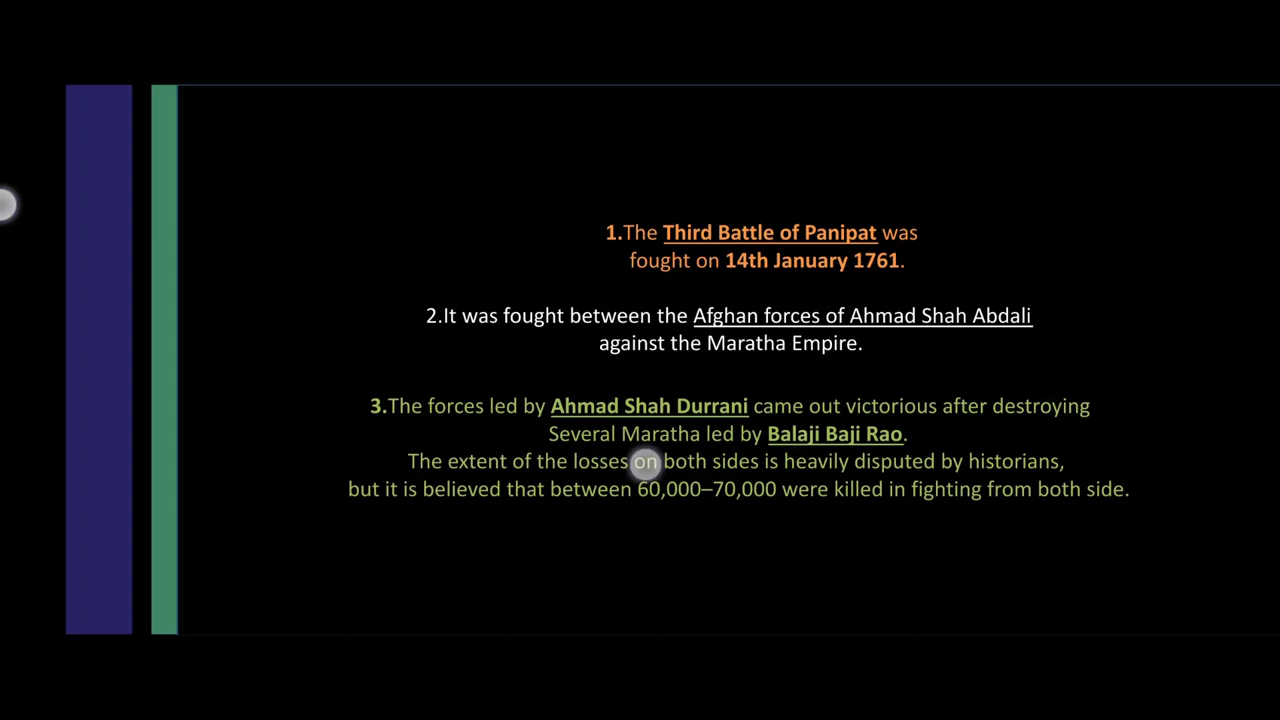 1.The Third Battle of Panipat was
fought on 14th January 1761.
2.It was fought between the Afghan forces of Ahmad Shah Abdali
against the Maratha Empire.
3.The forces led by Ahmad Shah Durrani came out victorious after destroying
Several Maratha led by Balaji Baji Rao.
The extent of the losses on both sides is heavily disputed by historians,
but it is believed that between 60,000–70,000 were killed in fighting from both side.